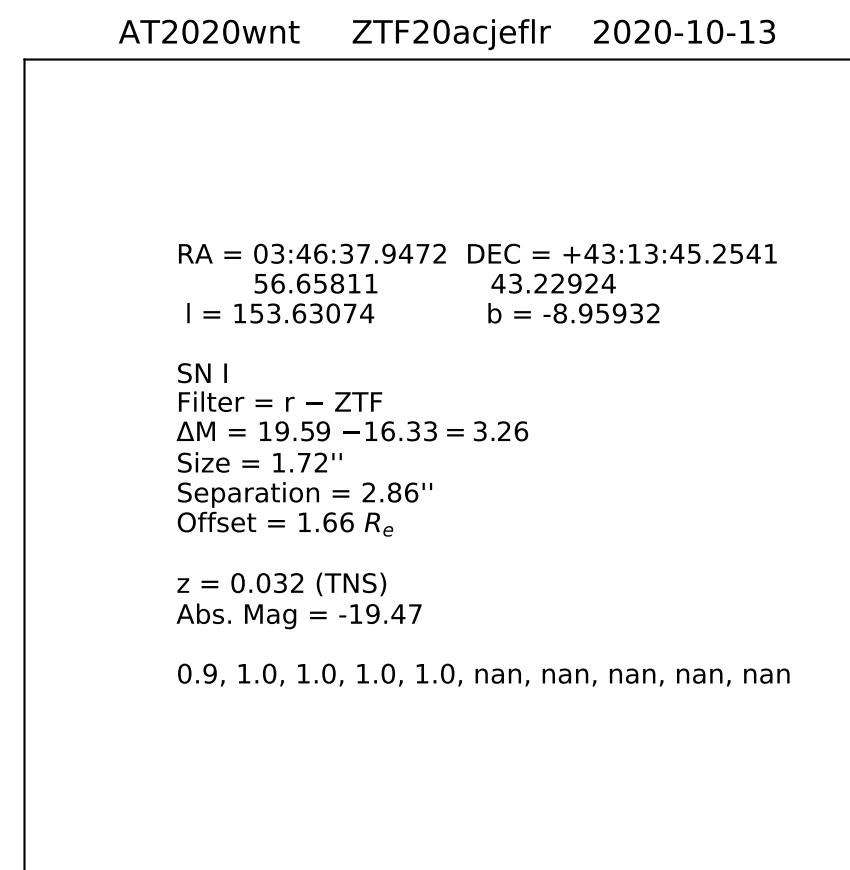 AT2020wnt ZTF20acjeflr 2020-10-13
RA = 03:46:37.9472 DEC = +43:13:45.2541
56.65811 43.22924
l = 153.63074 b = -8.95932
SN I
Filter = r − ZTF
ΔM = 19.59 −16.33 = 3.26
Size = 1.72''
Separation = 2.86''
Offset = 1.66 Rₑ
z = 0.032 (TNS)
Abs. Mag = -19.47
0.9, 1.0, 1.0, 1.0, 1.0, nan, nan, nan, nan, nan